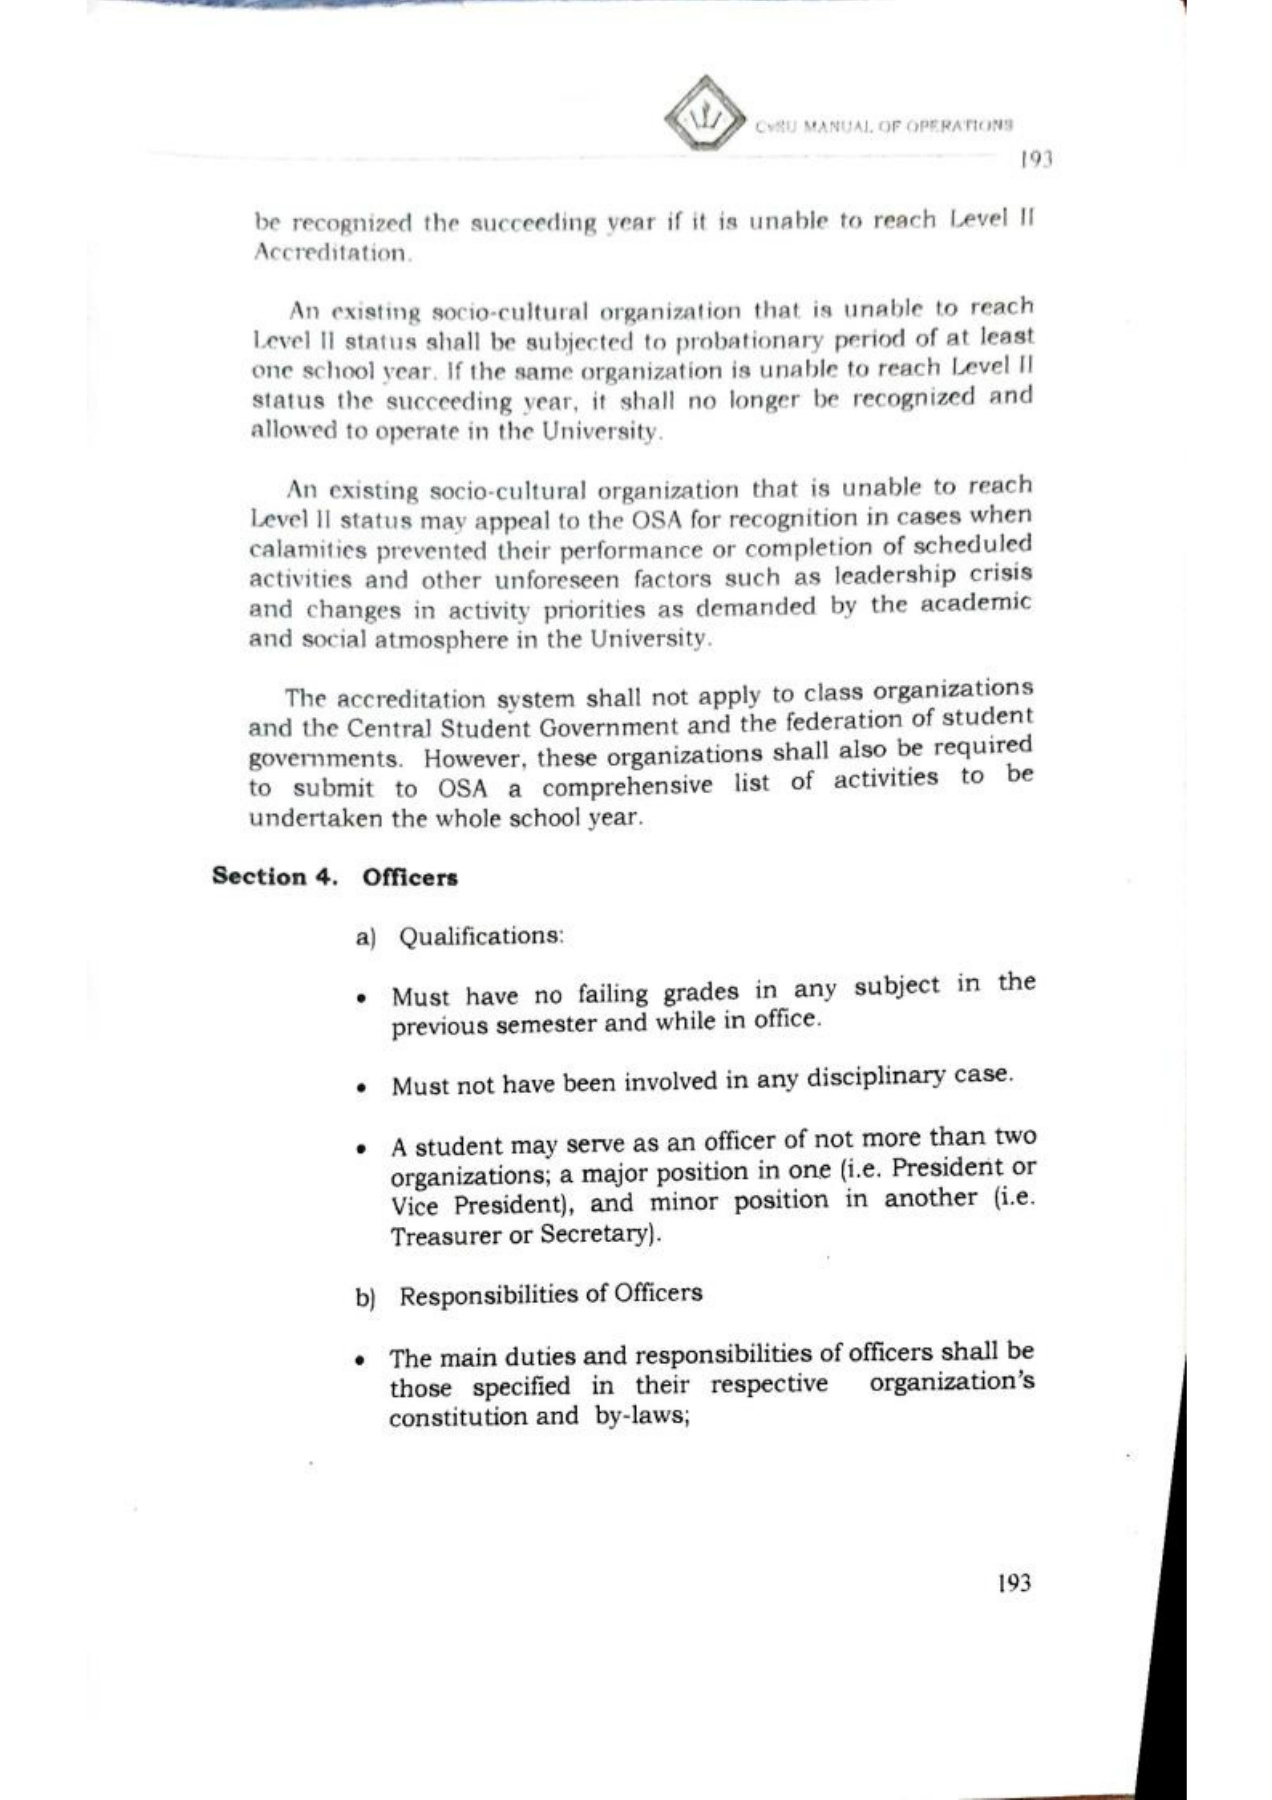 CvSU MANUAL OF OPERATIONS
193
be recognized the succeeding year if it is unable to reach Level II
Accreditation.
An existing socio-cultural organization that is unable to reach
Level II status shall be subjected to probationary period of at least
one school year. If the same organization is unable to reach Level II
status the succeeding year, it shall no longer be recognized and
allowed to operate in the University.
An existing socio-cultural organization that is unable to reach
Level II status may appeal to the OSA for recognition in cases when
calamities prevented their performance or completion of scheduled
activities and other unforeseen factors such as leadership crisis
and changes in activity priorities as demanded by the academic
and social atmosphere in the University.
The accreditation system shall not apply to class organizations
and the Central Student Government and the federation of student
governments. However, these organizations shall also be required
to submit to OSA a comprehensive list of activities to be
undertaken the whole school year.
Section 4. Officers
a) Qualifications:
• Must have no failing grades in any subject in the
previous semester and while in office.
• Must not have been involved in any disciplinary case.
• A student may serve as an officer of not more than two
organizations; a major position in one (i.e. President or
Vice President), and minor position in another (i.e.
Treasurer or Secretary).
b) Responsibilities of Officers
• The main duties and responsibilities of officers shall be
those specified in their respective organization's
constitution and by-laws;
193